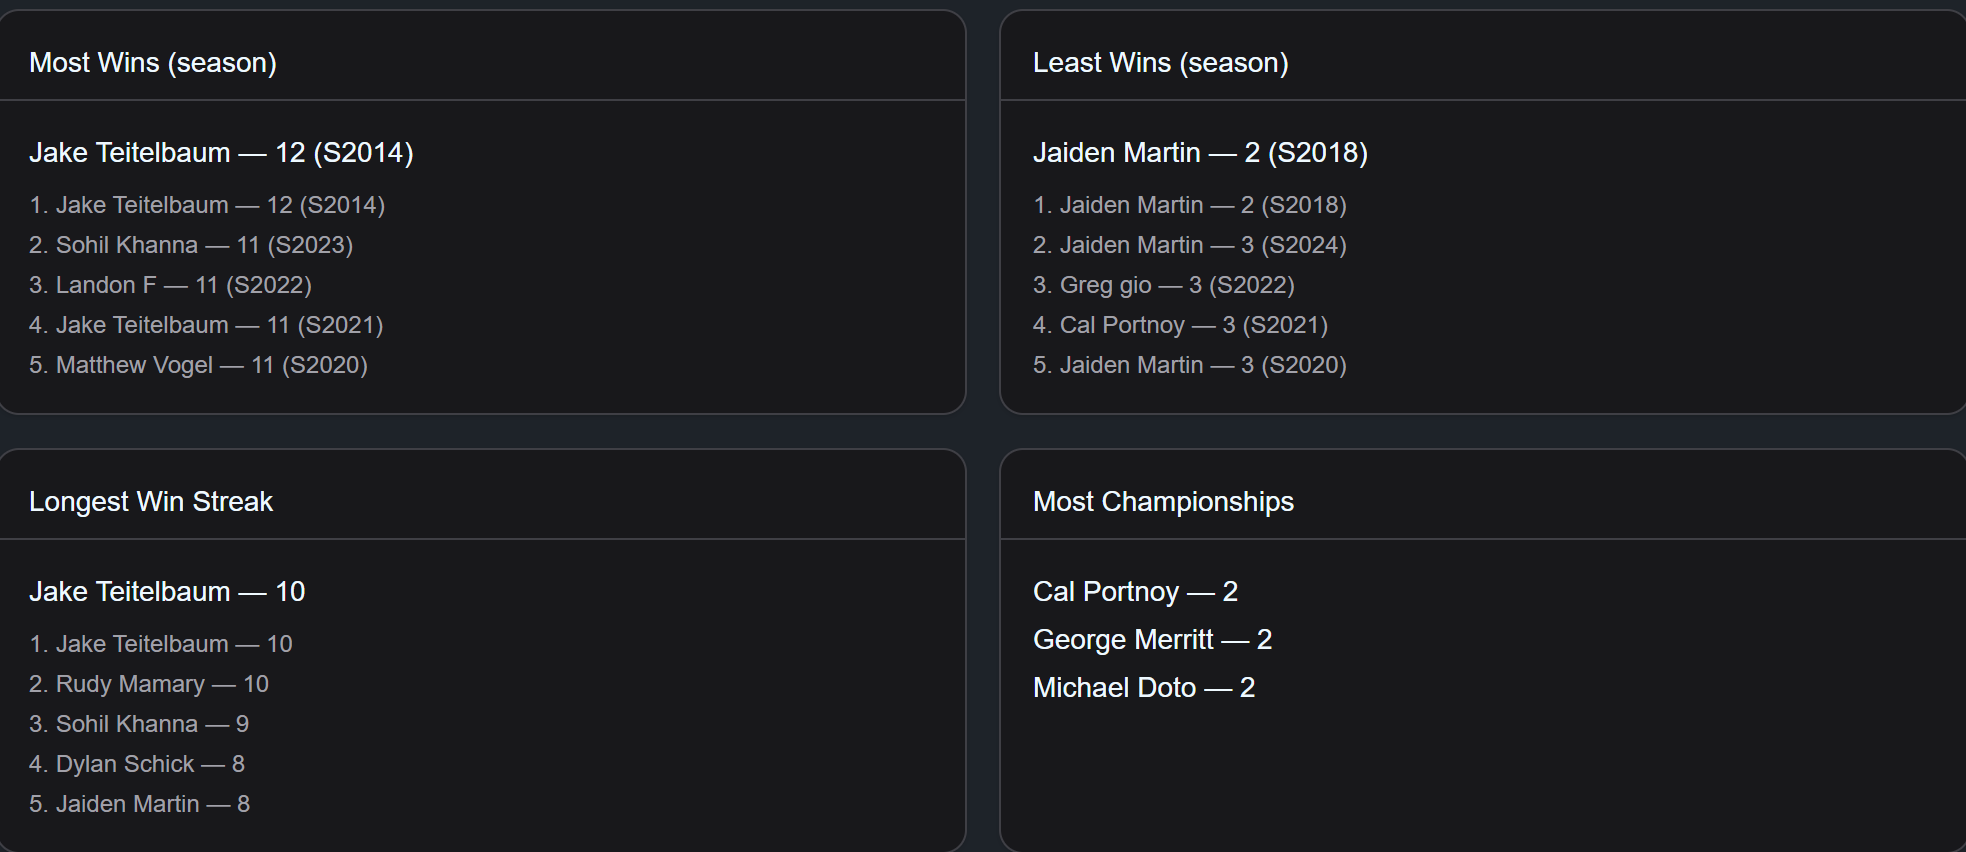 Most Wins (season)
Jake Teitelbaum — 12 (S2014)
1. Jake Teitelbaum — 12 (S2014)
2. Sohil Khanna — 11 (S2023)
3. Landon F — 11 (S2022)
4. Jake Teitelbaum — 11 (S2021)
5. Matthew Vogel — 11 (S2020)
Least Wins (season)
Jaiden Martin — 2 (S2018)
1. Jaiden Martin — 2 (S2018)
2. Jaiden Martin — 3 (S2024)
3. Greg gio — 3 (S2022)
4. Cal Portnoy — 3 (S2021)
5. Jaiden Martin — 3 (S2020)
Longest Win Streak
Jake Teitelbaum — 10
1. Jake Teitelbaum — 10
2. Rudy Mamary — 10
3. Sohil Khanna — 9
4. Dylan Schick — 8
5. Jaiden Martin — 8
Most Championships
Cal Portnoy — 2
George Merritt — 2
Michael Doto — 2